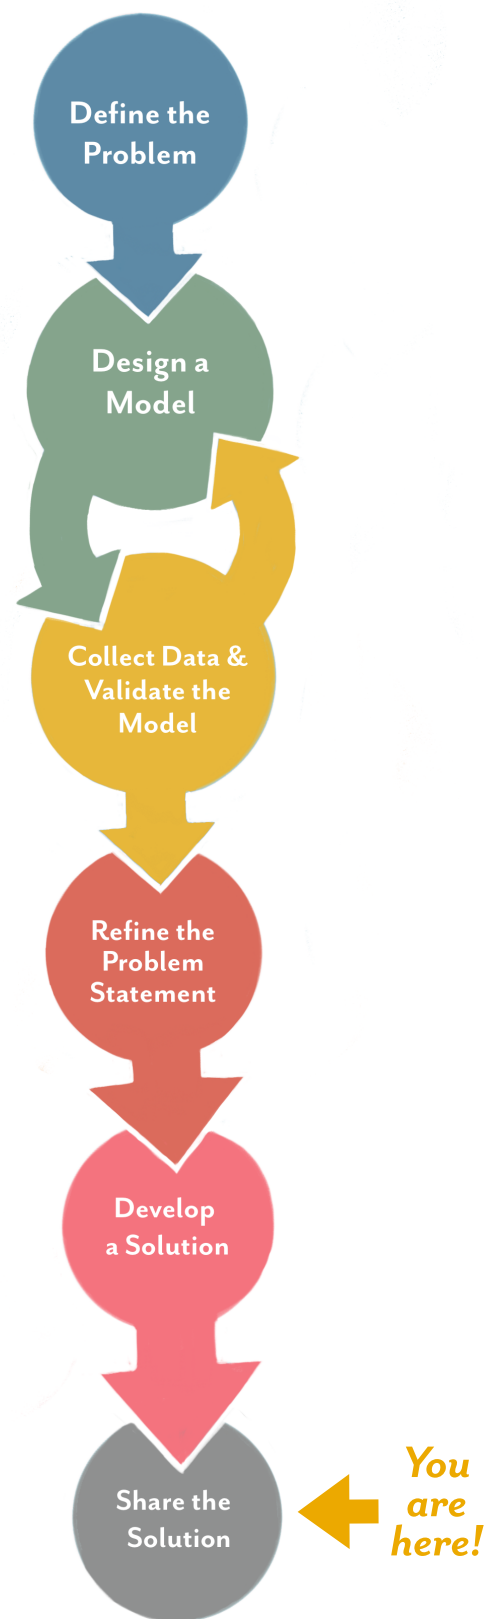 Define the
Problem
Design a
Model
Collect Data &
Validate the
Model
Refine the
Problem
Statement
Develop
a Solution
Share the
Solution
You
are
here!